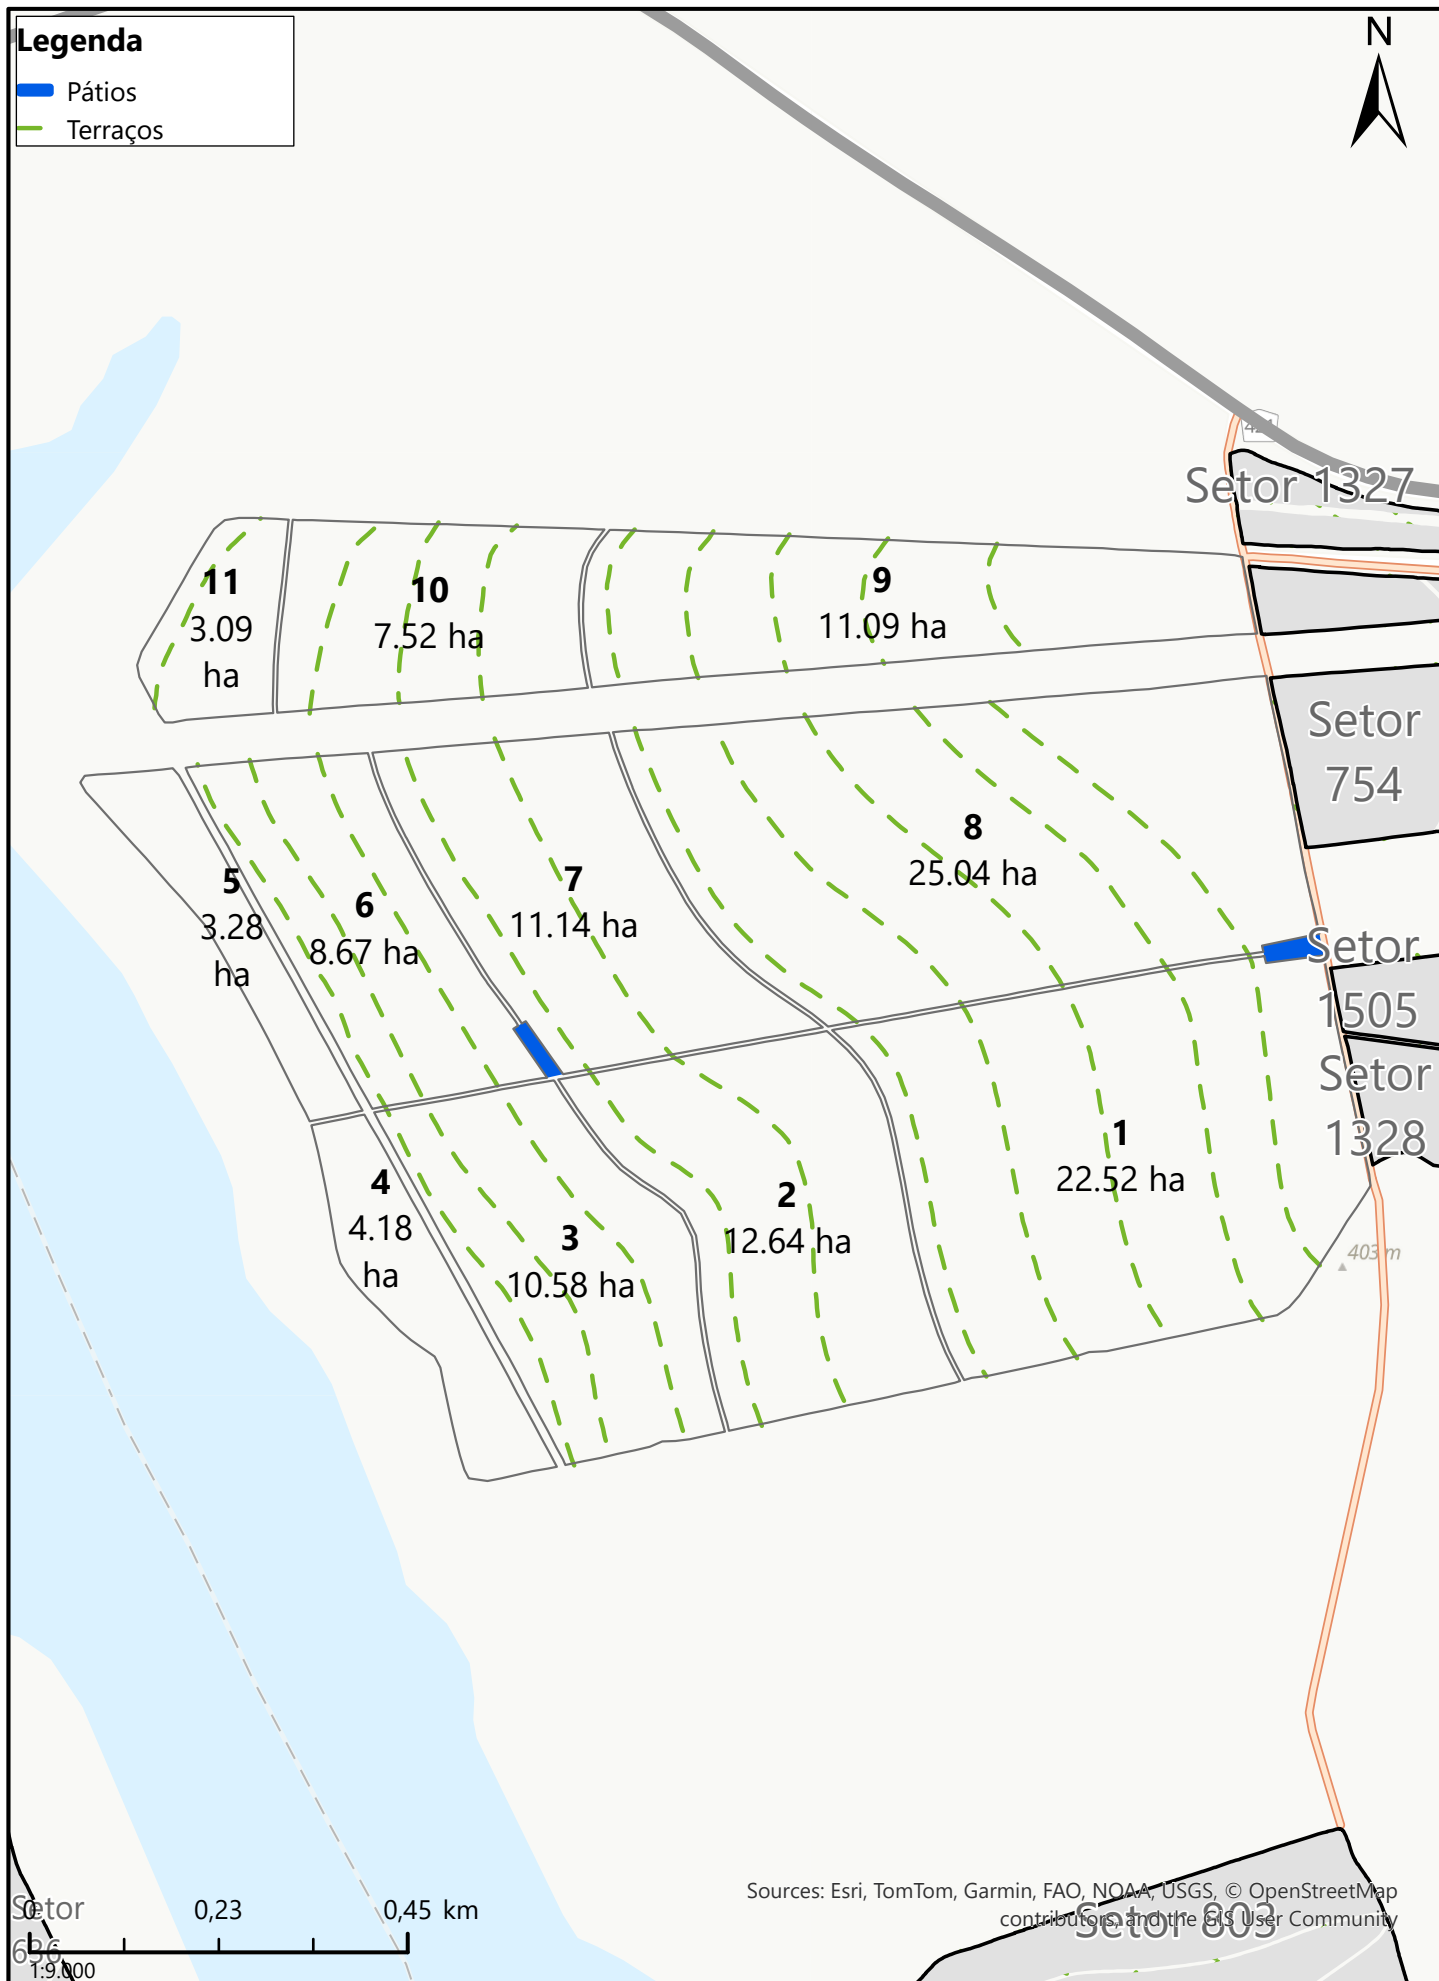 Legenda
Pátios
Terraços
N
421
Setor 1327
11
3.09
ha
10
7.52 ha
9
11.09 ha
Setor
754
8
25.04 ha
5
3.28
ha
6
8.67 ha
7
11.14 ha
Setor
1505
Setor
1328
1
22.52 ha
4
4.18
ha
3
10.58 ha
2
12.64 ha
403 m
Sources: Esri, TomTom, Garmin, FAO, NOAA, USGS, © OpenStreetMap
contributors, and the GIS User Community
Setor 803
Setor
636
0
0,23
0,45 km
1:9.000